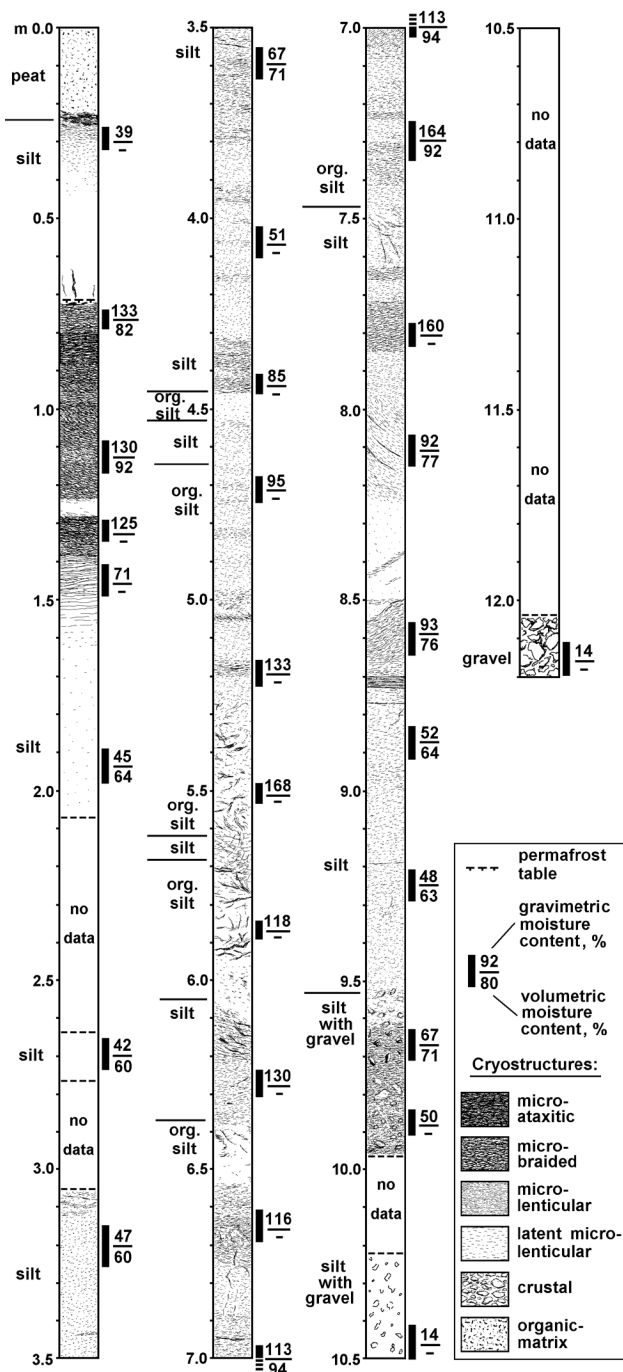 m 0.0
peat
39
–
silt
0.5
133
82
1.0
130
92
125
–
71
–
1.5
silt
45
64
2.0
no
data
2.5
silt
42
60
no
data
3.0
47
60
silt
3.5
3.5
silt
67
71
4.0
51
–
silt
85
–
org.
silt
4.5
silt
95
–
org.
silt
5.0
133
–
5.5
168
–
org.
silt
silt
org.
silt
118
–
6.0
silt
130
–
org.
silt
6.5
116
–
7.0
113
94
7.0
113
94
164
92
org.
silt
7.5
silt
160
–
8.0
92
77
8.5
93
76
52
64
9.0
silt
48
63
9.5
silt
with
gravel
67
71
50
–
10.0
no
data
silt
with
gravel
14
–
10.5
10.5
no
data
11.0
11.5
no
data
12.0
gravel
14
–
permafrost
table
gravimetric
moisture
content, %
92
80
volumetric
moisture
content, %
Cryostructures:
micro-
ataxitic
micro-
braided
micro-
lenticular
latent micro-
lenticular
crustal
organic-
matrix